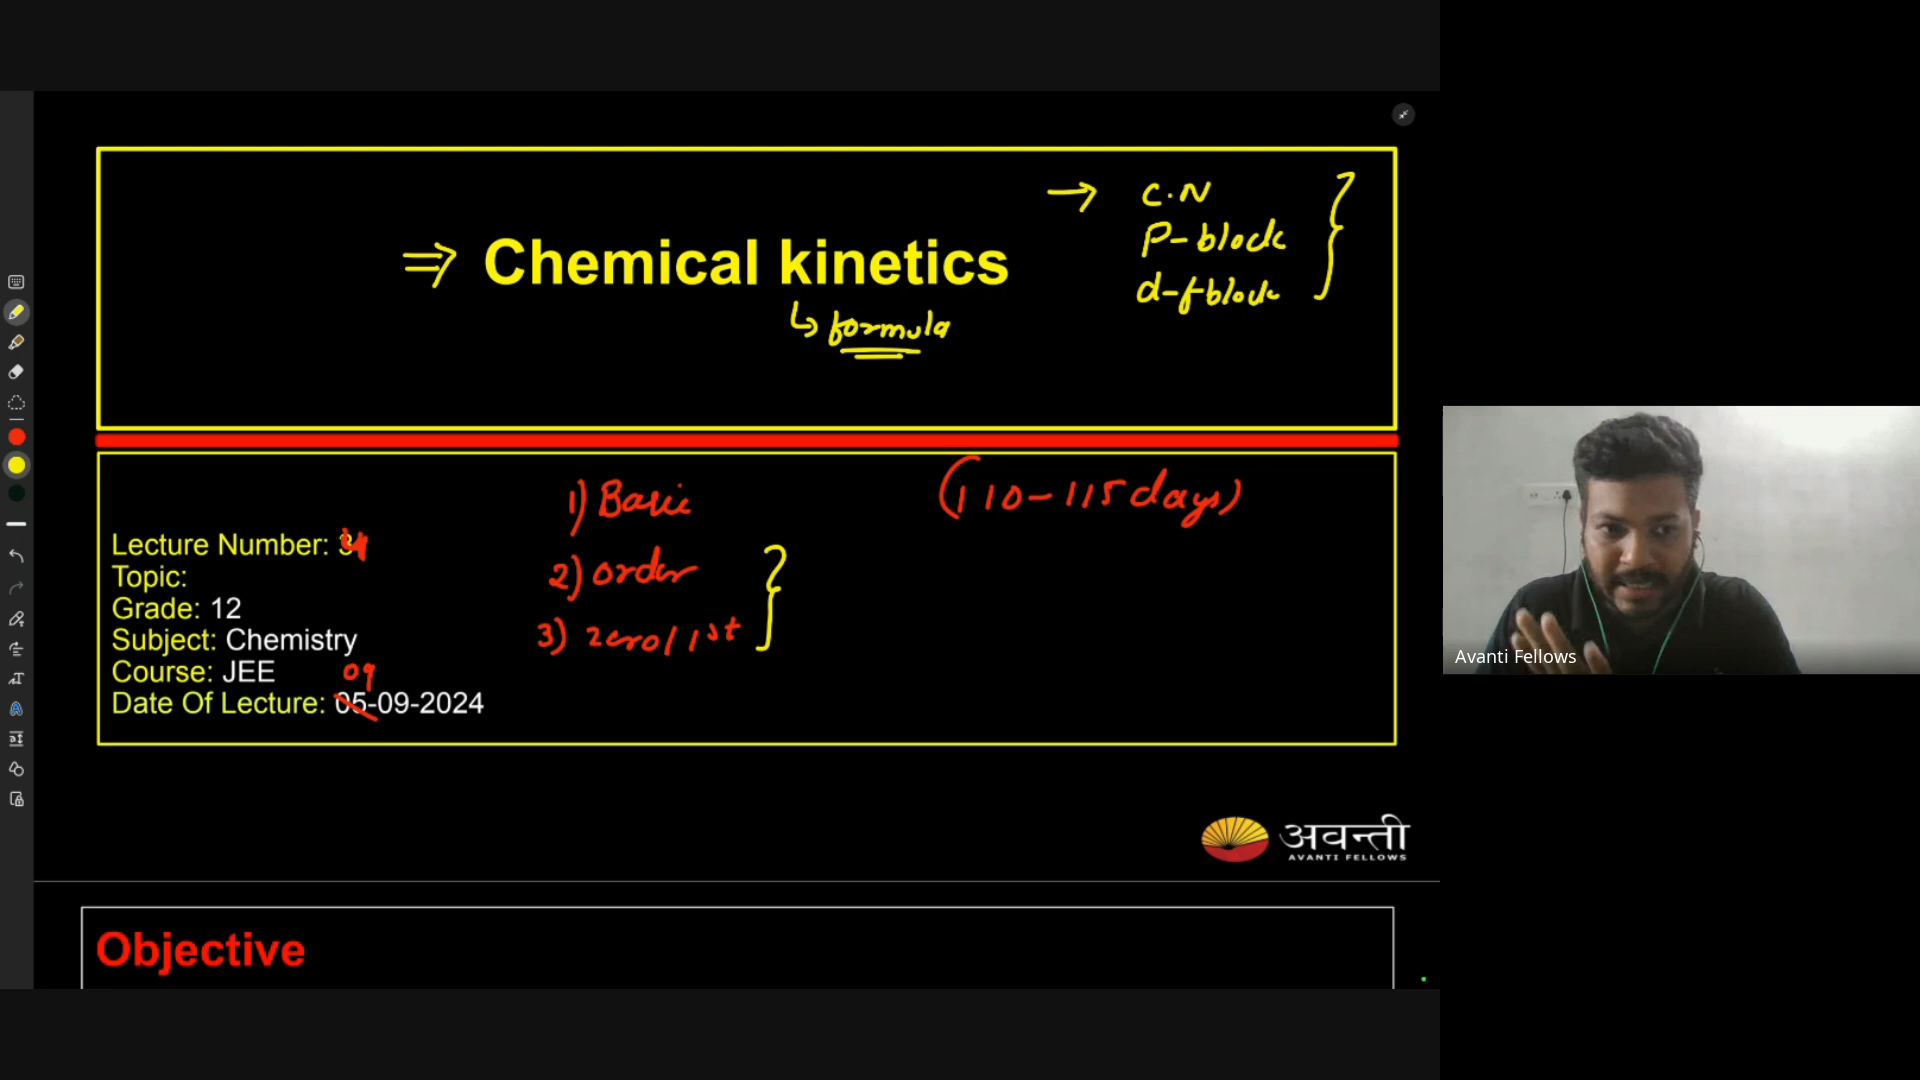 ⇒ Chemical kinetics
↳ formula
→ C.N
P-block
d-f block
1) Basic
2) order
3) zero/1st
(110-115 days)
Lecture Number: 4
Topic:
Grade: 12
Subject: Chemistry
Course: JEE
09
Date Of Lecture: 05-09-2024
अवन्ती
AVANTI FELLOWS
Objective
Avanti Fellows